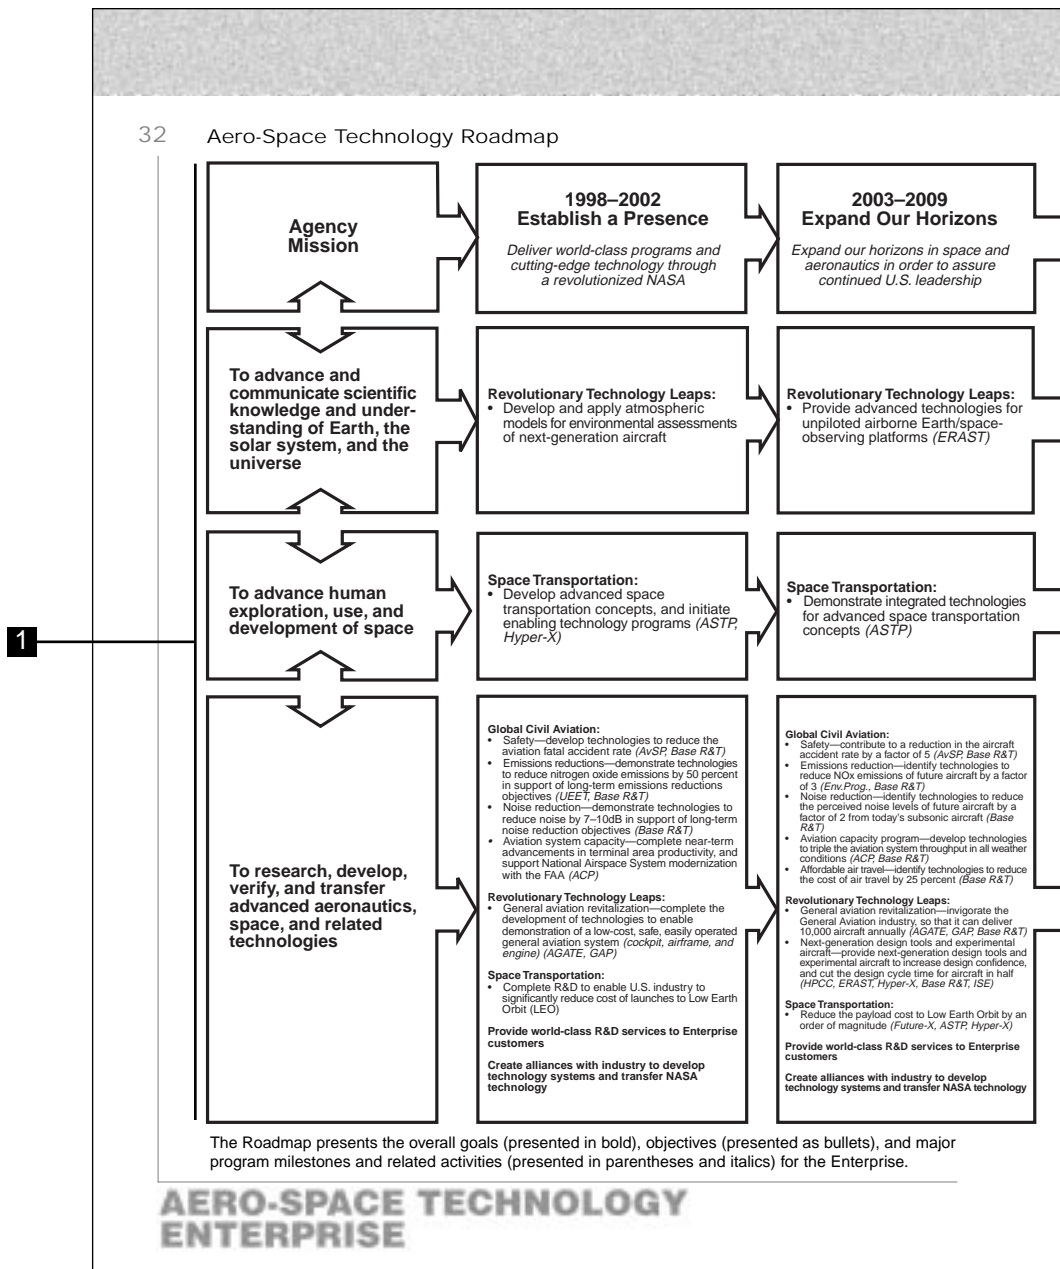 32 Aero-Space Technology Roadmap
Agency
Mission
1998–2002
Establish a Presence
Deliver world-class programs and
cutting-edge technology through
a revolutionized NASA
2003–2009
Expand Our Horizons
Expand our horizons in space and
aeronautics in order to assure
continued U.S. leadership
To advance and
communicate scientific
knowledge and under-
standing of Earth, the
solar system, and the
universe
Revolutionary Technology Leaps:
• Develop and apply atmospheric
models for environmental assessments
of next-generation aircraft
Revolutionary Technology Leaps:
• Provide advanced technologies for
unpiloted airborne Earth/space-
observing platforms (ERAST)
1
To advance human
exploration, use, and
development of space
Space Transportation:
• Develop advanced space
transportation concepts, and initiate
enabling technology programs (ASTP,
Hyper-X)
Space Transportation:
• Demonstrate integrated technologies
for advanced space transportation
concepts (ASTP)
To research, develop,
verify, and transfer
advanced aeronautics,
space, and related
technologies
Global Civil Aviation:
• Safety—develop technologies to reduce the
aviation fatal accident rate (AvSP, Base R&T)
• Emissions reductions—demonstrate technologies
to reduce nitrogen oxide emissions by 50 percent
in support of long-term emissions reductions
objectives (UEET, Base R&T)
• Noise reduction—demonstrate technologies to
reduce noise by 7–10dB in support of long-term
noise reduction objectives (Base R&T)
• Aviation system capacity—complete near-term
advancements in terminal area productivity, and
support National Airspace System modernization
with the FAA (ACP)
Revolutionary Technology Leaps:
• General aviation revitalization—complete the
development of technologies to enable
demonstration of a low-cost, safe, easily operated
general aviation system (cockpit, airframe, and
engine) (AGATE, GAP)
Space Transportation:
• Complete R&D to enable U.S. industry to
significantly reduce cost of launches to Low Earth
Orbit (LEO)
Provide world-class R&D services to Enterprise
customers
Create alliances with industry to develop
technology systems and transfer NASA
technology
Global Civil Aviation:
• Safety—contribute to a reduction in the aircraft
accident rate by a factor of 5 (AvSP, Base R&T)
• Emissions reduction—identify technologies to
reduce NOx emissions of future aircraft by a factor
of 3 (Env.Prog., Base R&T)
• Noise reduction—identify technologies to reduce
the perceived noise levels of future aircraft by a
factor of 2 from today's subsonic aircraft (Base
R&T)
• Aviation capacity program—develop technologies
to triple the aviation system throughput in all weather
conditions (ACP, Base R&T)
• Affordable air travel—identify technologies to reduce
the cost of air travel by 25 percent (Base R&T)
Revolutionary Technology Leaps:
• General aviation revitalization—invigorate the
General Aviation industry, so that it can deliver
10,000 aircraft annually (AGATE, GAP, Base R&T)
• Next-generation design tools and experimental
aircraft—provide next-generation design tools and
experimental aircraft to increase design confidence,
and cut the design cycle time for aircraft in half
(HPCC, ERAST, Hyper-X, Base R&T, ISE)
Space Transportation:
• Reduce the payload cost to Low Earth Orbit by an
order of magnitude (Future-X, ASTP, Hyper-X)
Provide world-class R&D services to Enterprise
customers
Create alliances with industry to develop
technology systems and transfer NASA technology
The Roadmap presents the overall goals (presented in bold), objectives (presented as bullets), and major
program milestones and related activities (presented in parentheses and italics) for the Enterprise.
AERO-SPACE TECHNOLOGY
ENTERPRISE